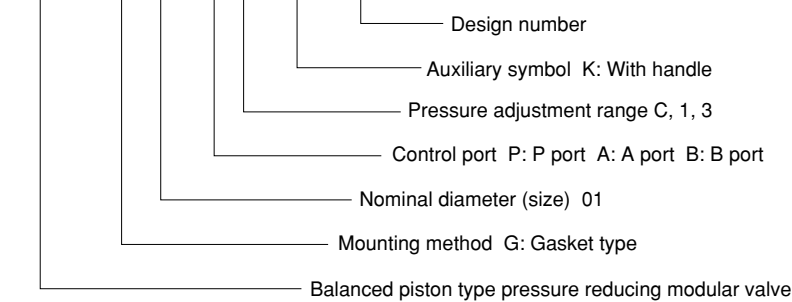 Design number
Auxiliary symbol  K: With handle
Pressure adjustment range C, 1, 3
Control port  P: P port  A: A port  B: B port
Nominal diameter (size)  01
Mounting method  G: Gasket type
Balanced piston type pressure reducing modular valve